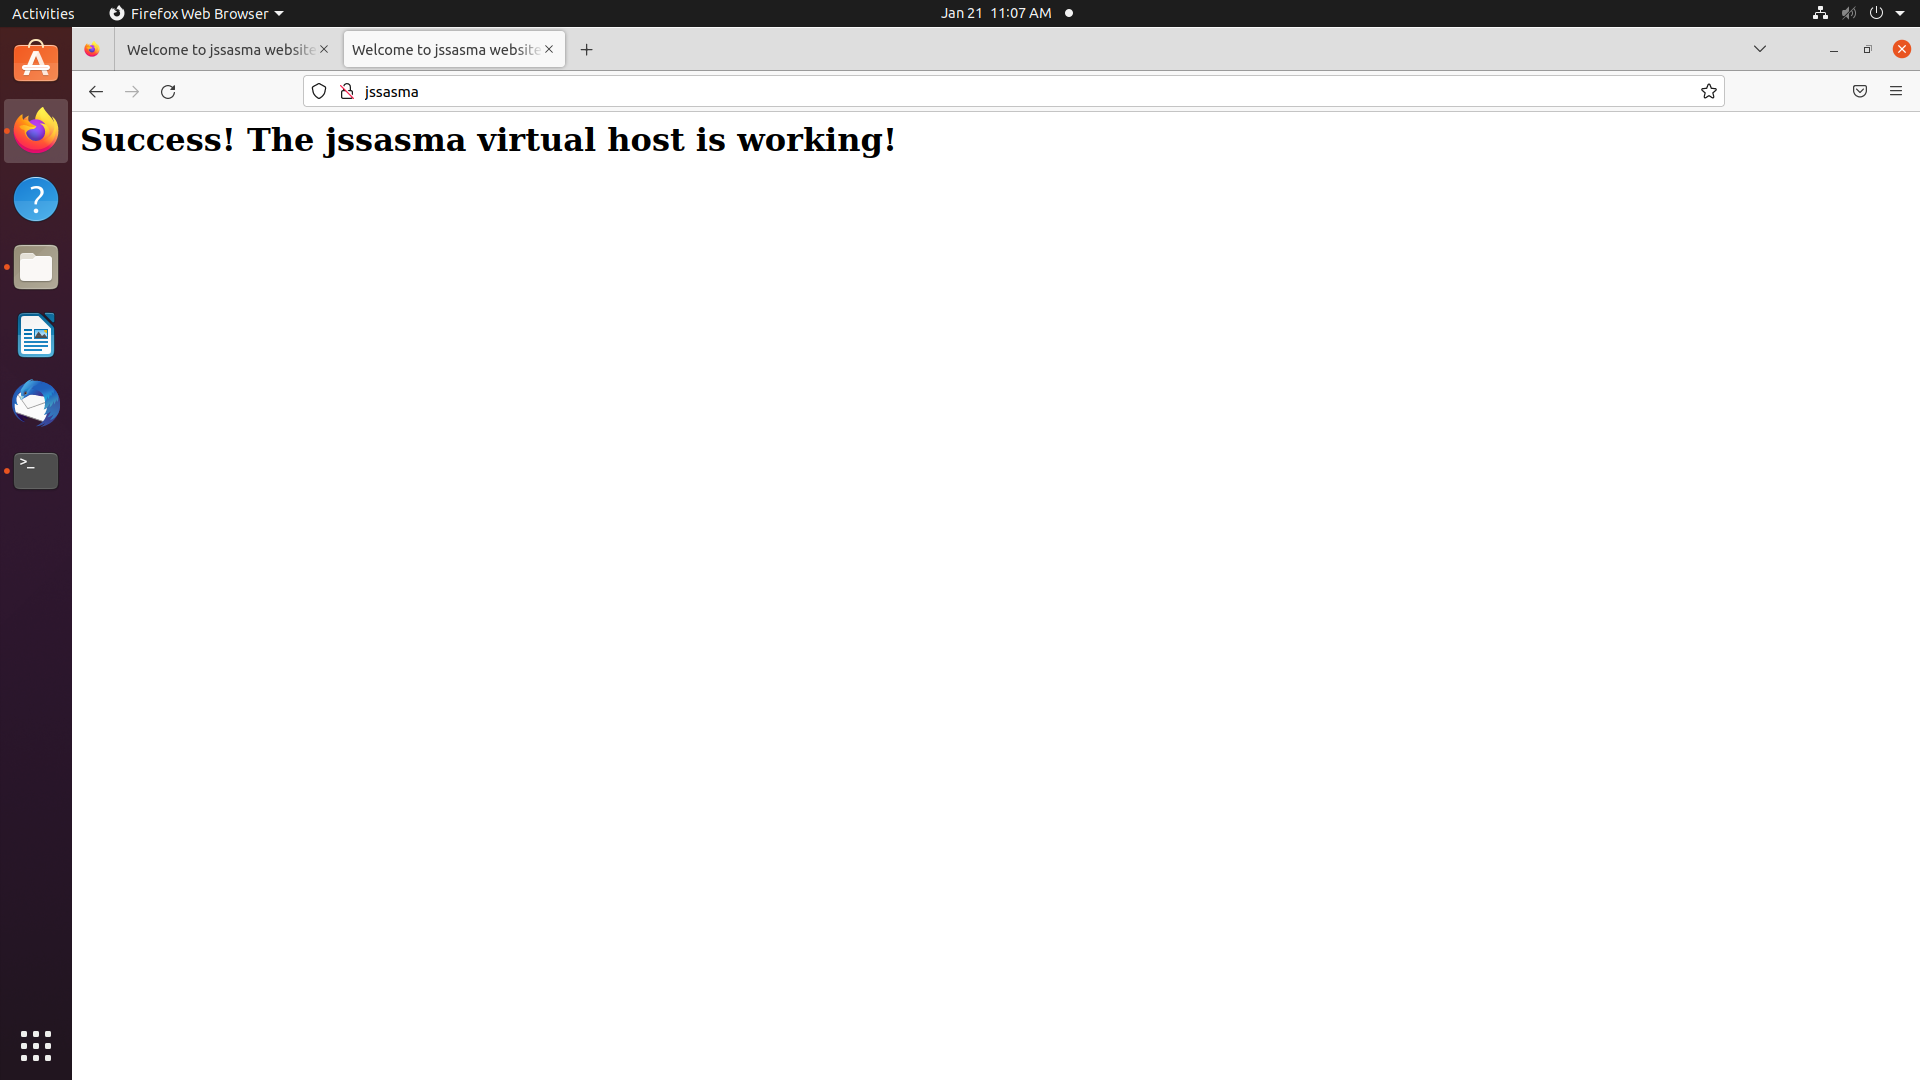 Activities
Firefox Web Browser
Jan 21 11:07 AM
Welcome to jssasma website
Welcome to jssasma website
jssasma
Success! The jssasma virtual host is working!
?
>_